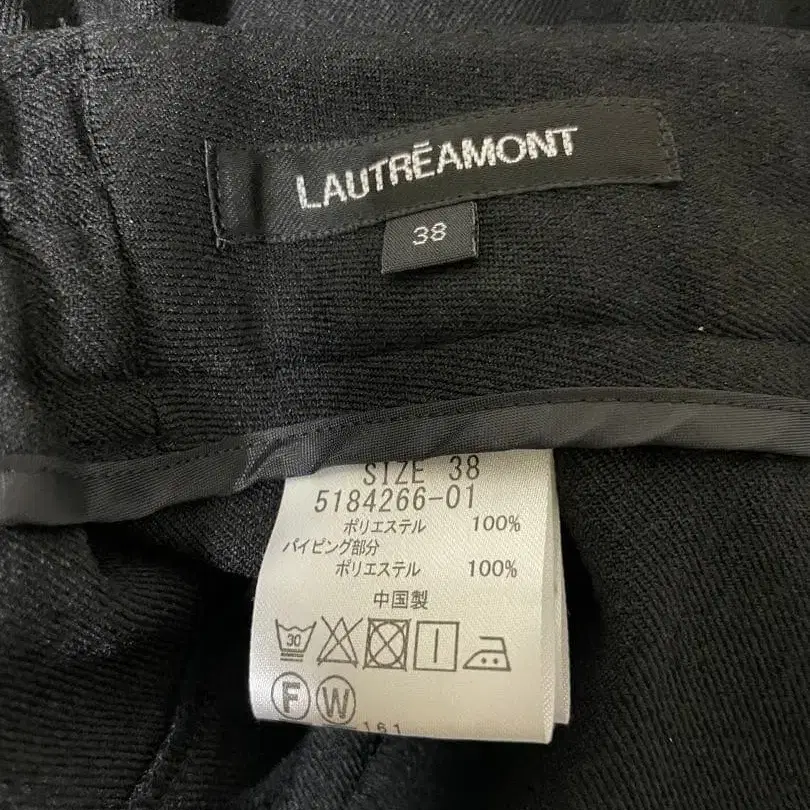 LAUTRĒAMONT
38
SIZE 38
5184266-01
ポリエステル 100%
パイピング部分
ポリエステル 100%
中国製
30
F W
161